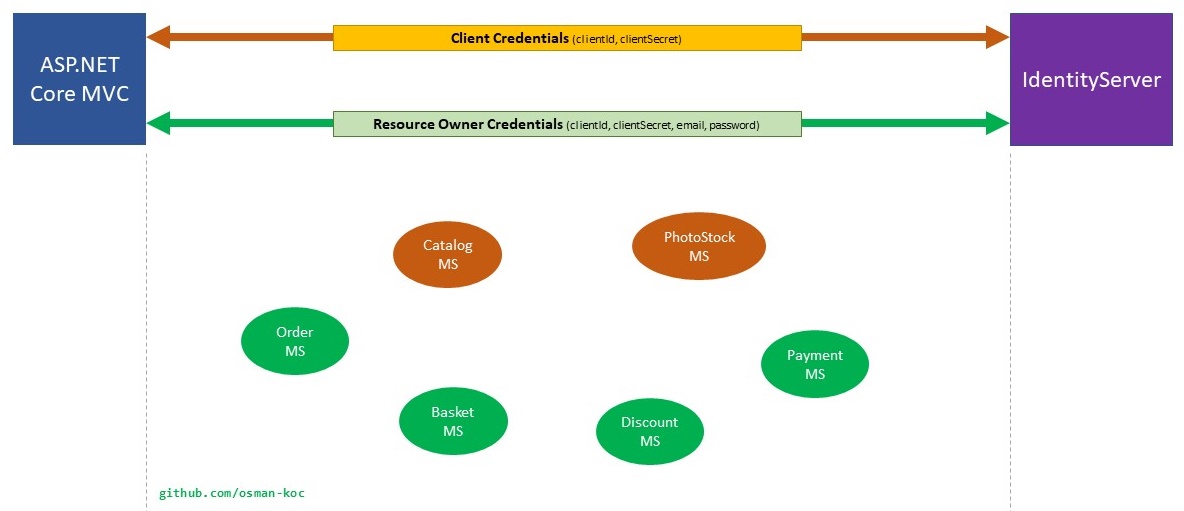 ASP.NET
Core MVC
Client Credentials (clientId, clientSecret)
IdentityServer
Resource Owner Credentials (clientId, clientSecret, email, password)
Catalog
MS
PhotoStock
MS
Order
MS
Payment
MS
Basket
MS
Discount
MS
github.com/osman-koc